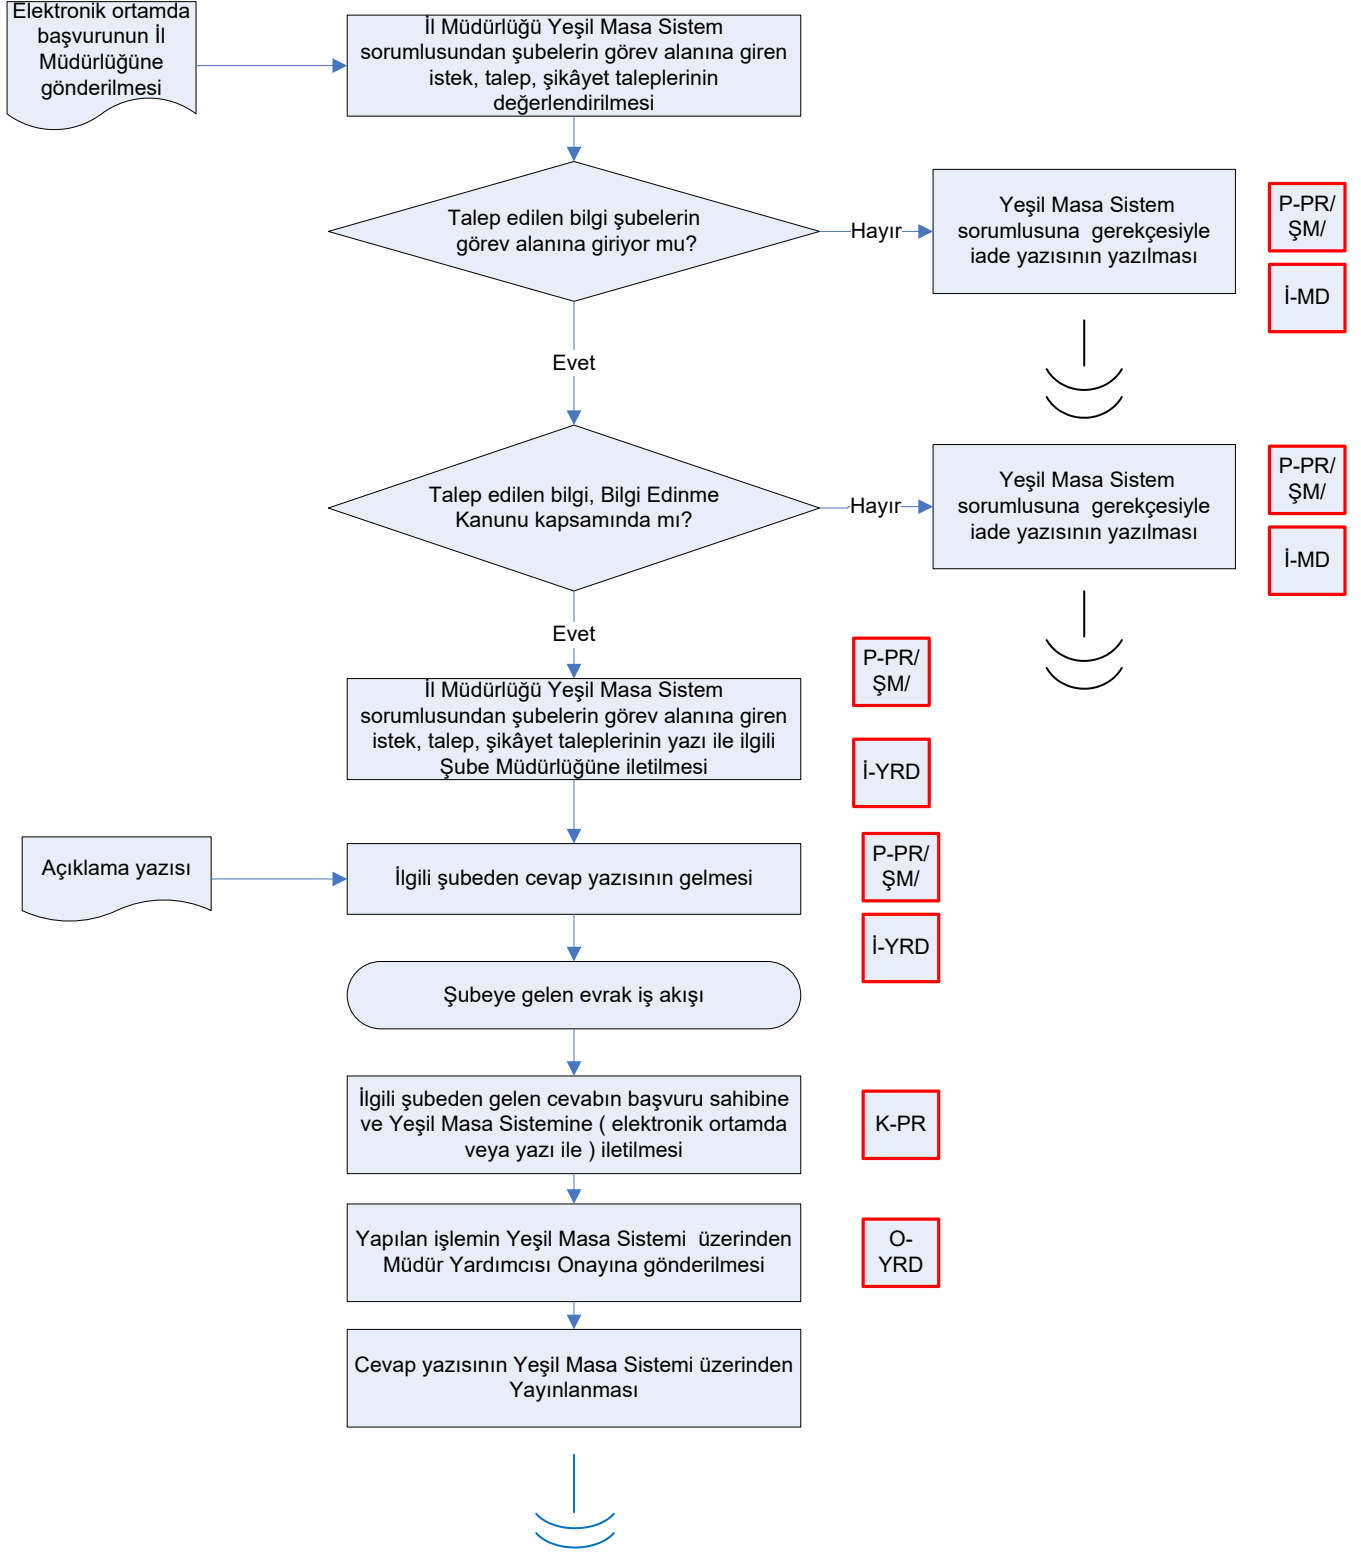 Elektronik ortamda
başvurunun İl
Müdürlüğüne
gönderilmesi
İl Müdürlüğü Yeşil Masa Sistem
sorumlusundan şubelerin görev alanına giren
istek, talep, şikâyet taleplerinin
değerlendirilmesi
Talep edilen bilgi şubelerin
görev alanına giriyor mu?
Hayır
Yeşil Masa Sistem
sorumlusuna gerekçesiyle
iade yazısının yazılması
P-PR/
ŞM/
İ-MD
Evet
Talep edilen bilgi, Bilgi Edinme
Kanunu kapsamında mı?
Hayır
Yeşil Masa Sistem
sorumlusuna gerekçesiyle
iade yazısının yazılması
P-PR/
ŞM/
İ-MD
Evet
İl Müdürlüğü Yeşil Masa Sistem
sorumlusundan şubelerin görev alanına giren
istek, talep, şikâyet taleplerinin yazı ile ilgili
Şube Müdürlüğüne iletilmesi
P-PR/
ŞM/
İ-YRD
Açıklama yazısı
İlgili şubeden cevap yazısının gelmesi
P-PR/
ŞM/
İ-YRD
Şubeye gelen evrak iş akışı
İlgili şubeden gelen cevabın başvuru sahibine
ve Yeşil Masa Sistemine ( elektronik ortamda
veya yazı ile ) iletilmesi
K-PR
Yapılan işlemin Yeşil Masa Sistemi üzerinden
Müdür Yardımcısı Onayına gönderilmesi
O-
YRD
Cevap yazısının Yeşil Masa Sistemi üzerinden
Yayınlanması